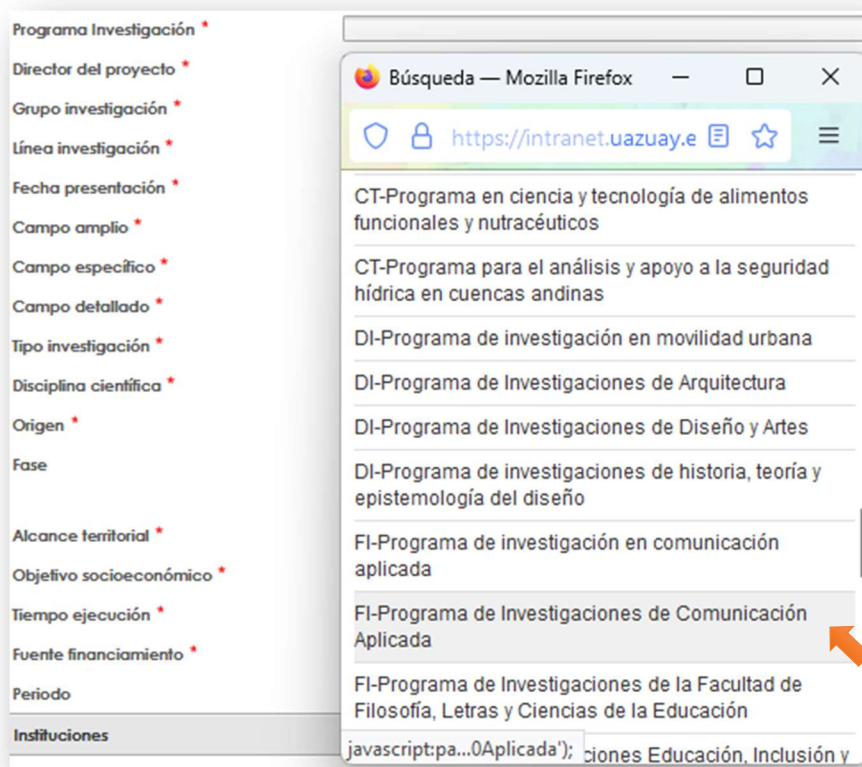 Programa Investigación *
Director del proyecto *
Grupo investigación *
Línea investigación *
Fecha presentación *
Campo amplio *
Campo específico *
Campo detallado *
Tipo investigación *
Disciplina científica *
Origen *
Fase
Alcance territorial *
Objetivo socioeconómico *
Tiempo ejecución *
Fuente financiamiento *
Periodo
Instituciones
Búsqueda — Mozilla Firefox
https://intranet.uazuay.e
CT-Programa en ciencia y tecnología de alimentos
funcionales y nutracéuticos
CT-Programa para el análisis y apoyo a la seguridad
hídrica en cuencas andinas
DI-Programa de investigación en movilidad urbana
DI-Programa de Investigaciones de Arquitectura
DI-Programa de Investigaciones de Diseño y Artes
DI-Programa de investigaciones de historia, teoría y
epistemología del diseño
FI-Programa de investigación en comunicación
aplicada
FI-Programa de Investigaciones de Comunicación
Aplicada
FI-Programa de Investigaciones de la Facultad de
Filosofía, Letras y Ciencias de la Educación
javascript:pa...0Aplicada'); ciones Educación, Inclusión y